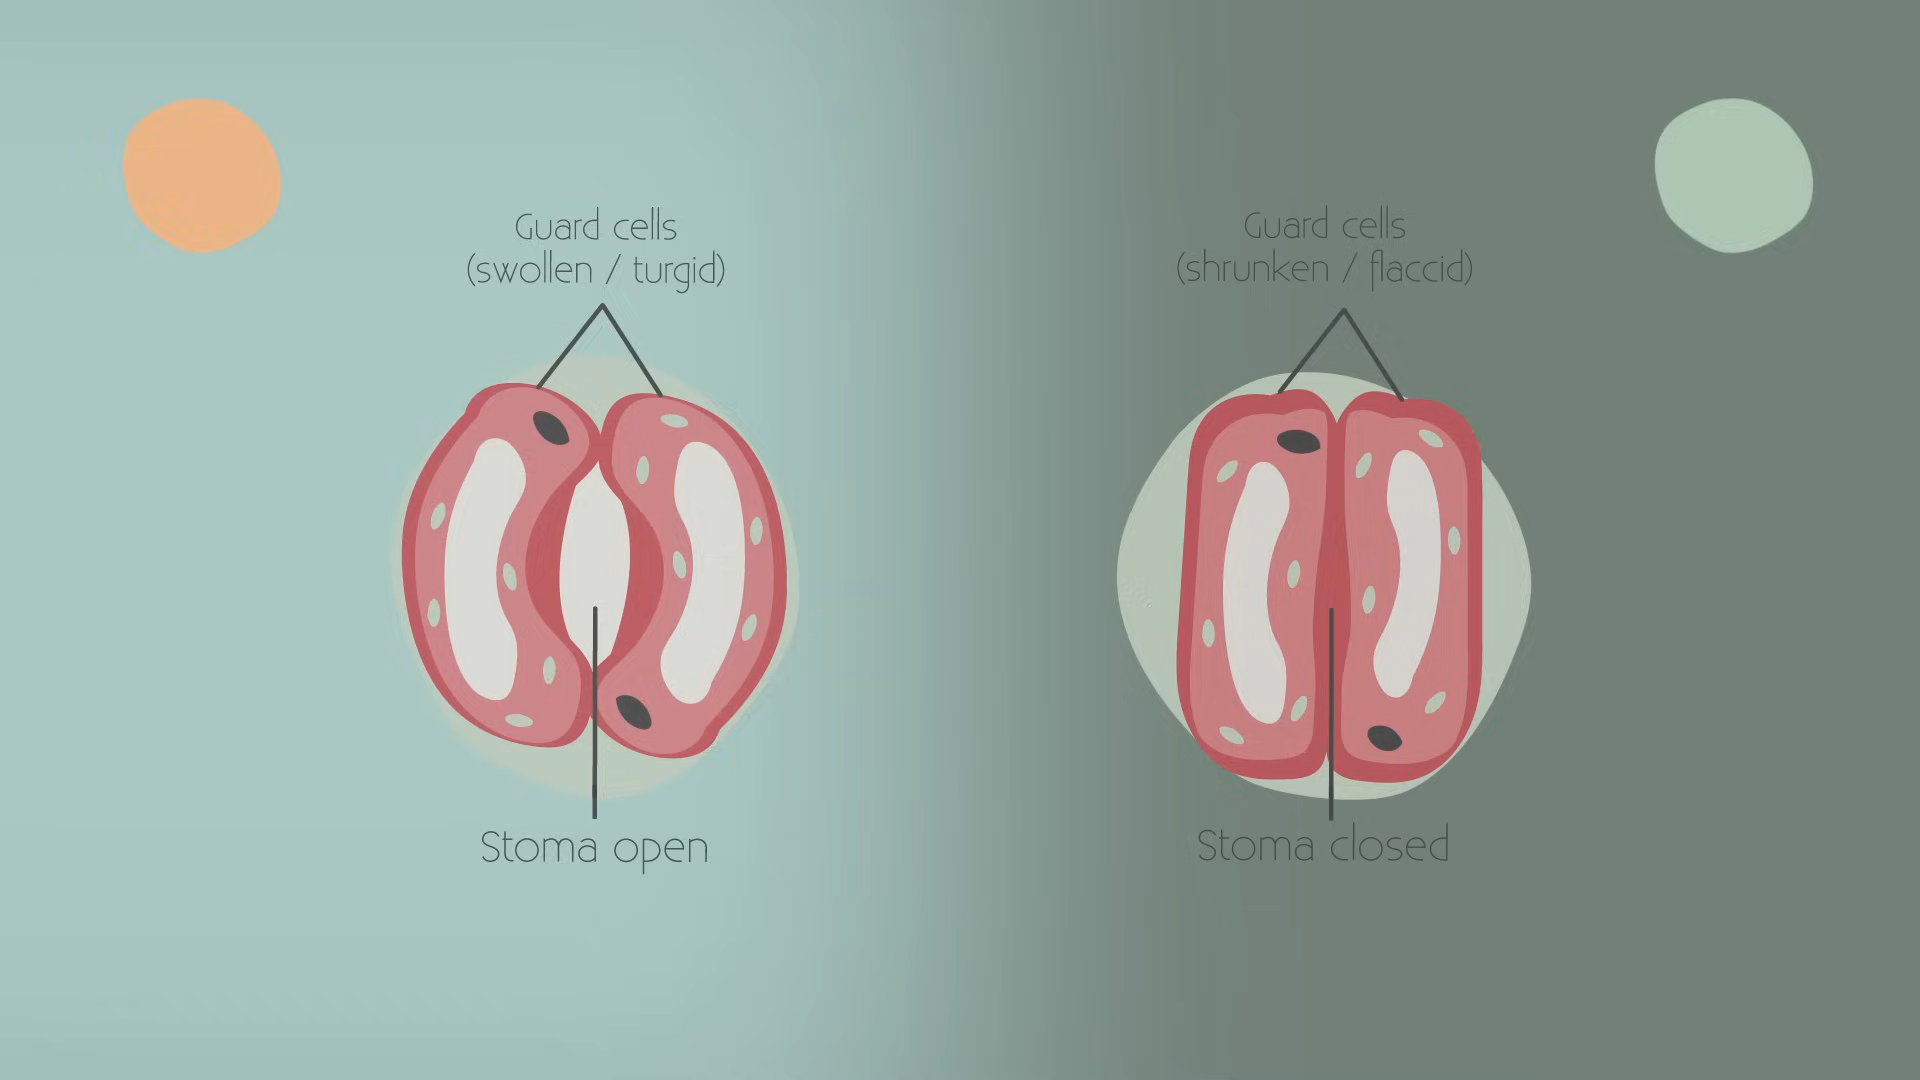 Guard cells
(swollen / turgid)
Guard cells
(shrunken / flaccid)
Stoma open
Stoma closed